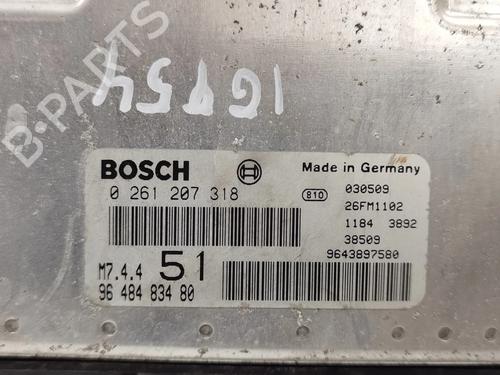 B-PARTS
IGT54
BOSCH
Made in Germany
0 261 207 318
810
030509
26FM1102
1184 3892
38509
9643897580
M7.4.4 51
96 484 834 80